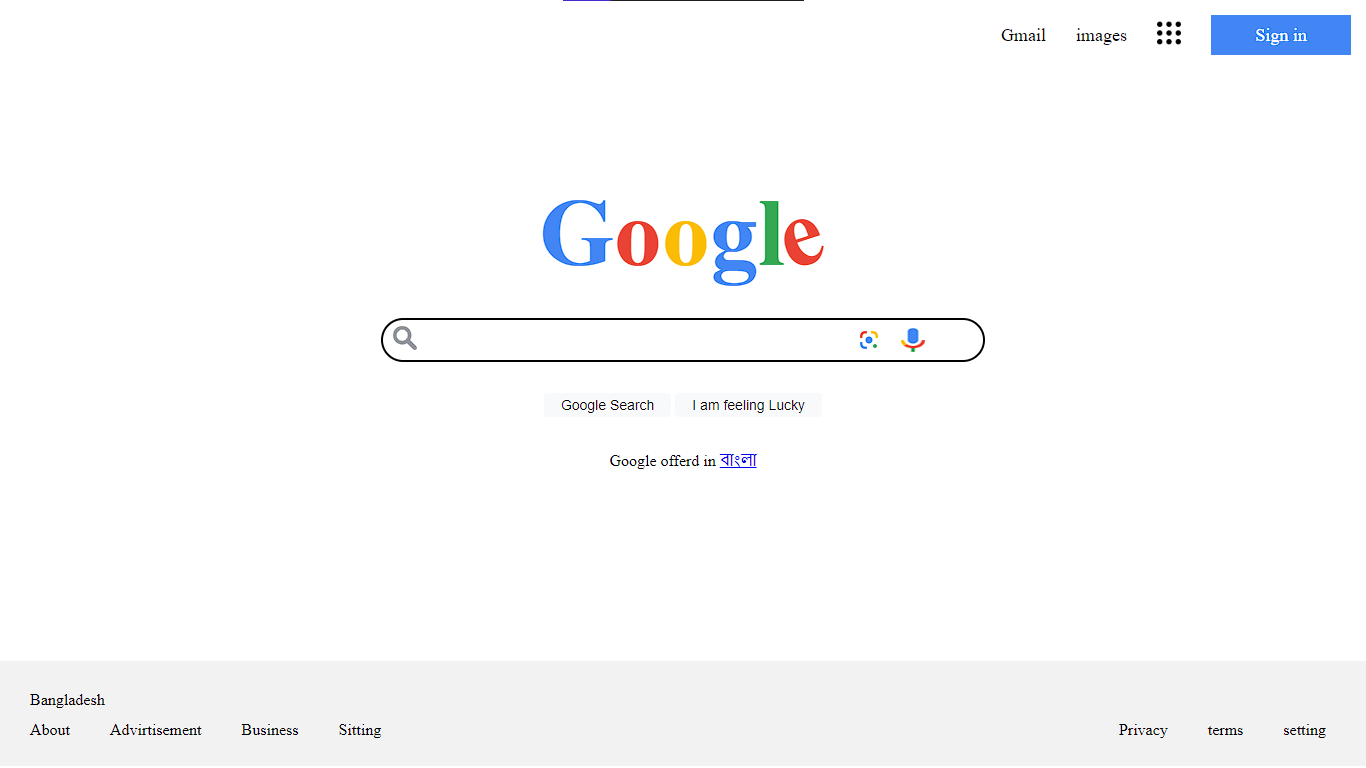 Gmail images Sign in
Google
Google Search I am feeling Lucky
Google offerd in বাংলা
Bangladesh
About Advirtisement Business Sitting Privacy terms setting